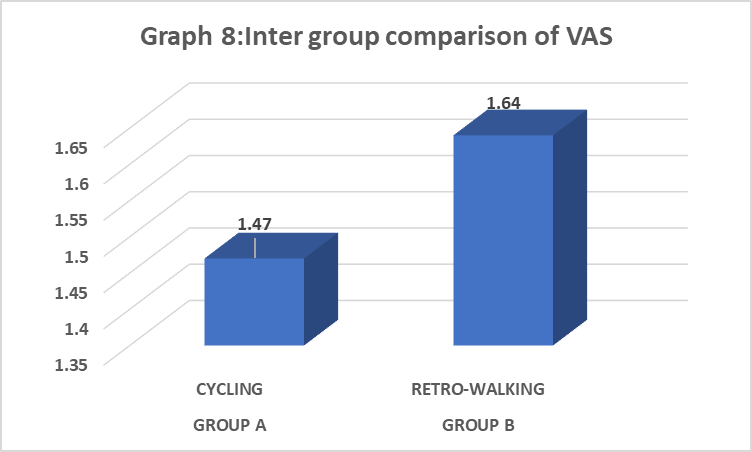 Graph 8:Inter group comparison of VAS
1.65
1.6
1.55
1.5
1.45
1.4
1.35
1.47
1.64
CYCLING
RETRO-WALKING
GROUP A
GROUP B